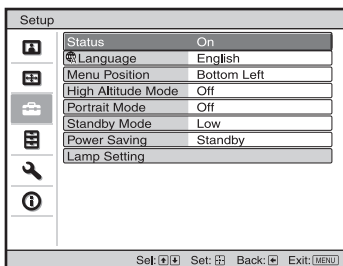 Setup
Status On
Language English
Menu Position Bottom Left
High Altitude Mode Off
Portrait Mode Off
Standby Mode Low
Power Saving Standby
Lamp Setting
Sel: Set: Back: Exit: MENU